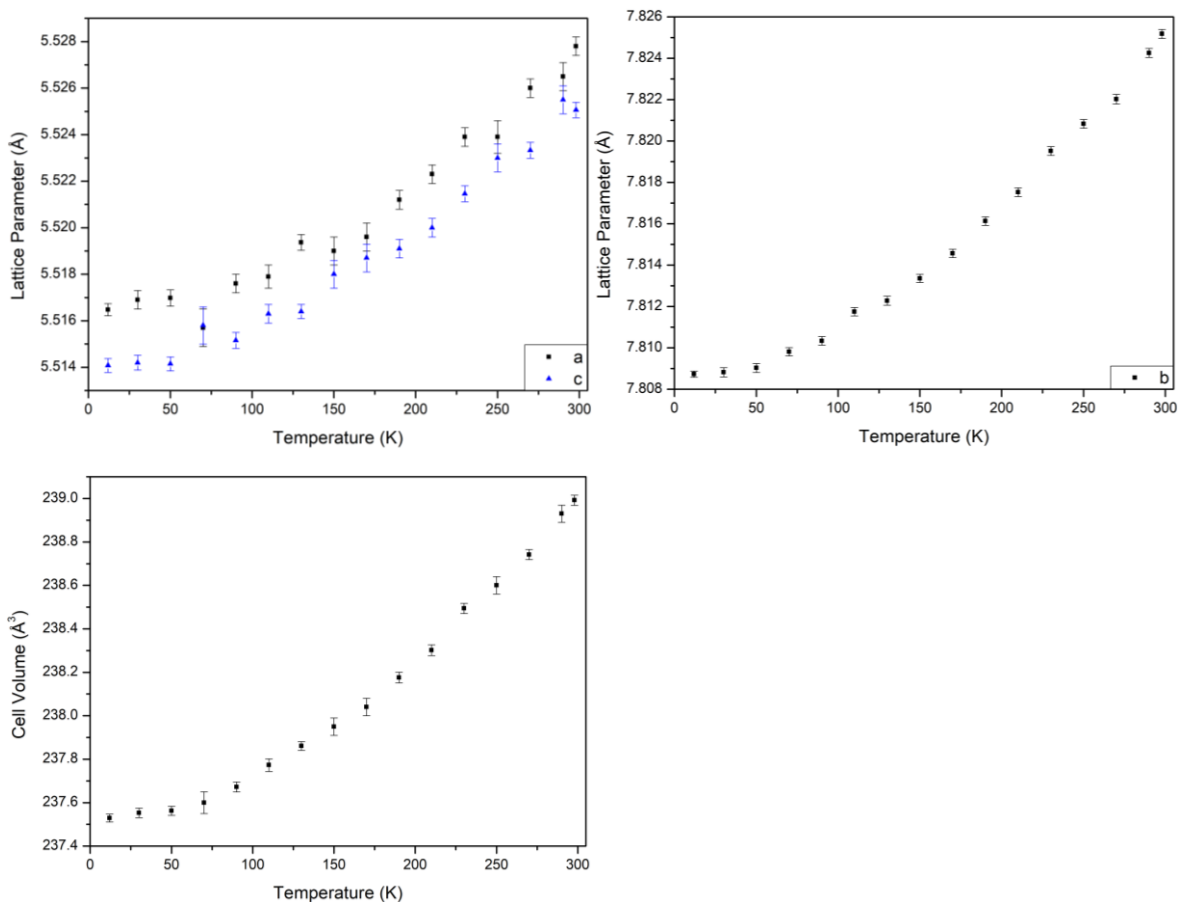 5.528
5.526
5.524
5.522
5.520
5.518
5.516
5.514
Lattice Parameter (Å)
0 50 100 150 200 250 300
Temperature (K)
a
c
7.826
7.824
7.822
7.820
7.818
7.816
7.814
7.812
7.810
7.808
Lattice Parameter (Å)
0 50 100 150 200 250 300
Temperature (K)
b
239.0
238.8
238.6
238.4
238.2
238.0
237.8
237.6
237.4
Cell Volume (Å³)
0 50 100 150 200 250 300
Temperature (K)